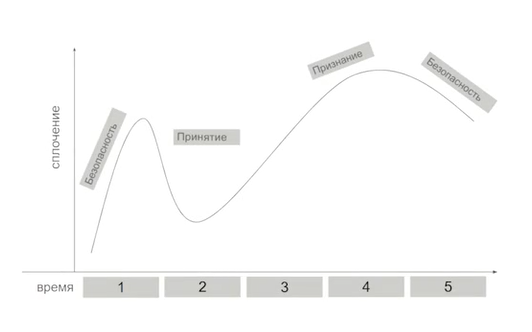 Признание
Безопасность
Принятие
Безопасность
сплочение
время
1
2
3
4
5